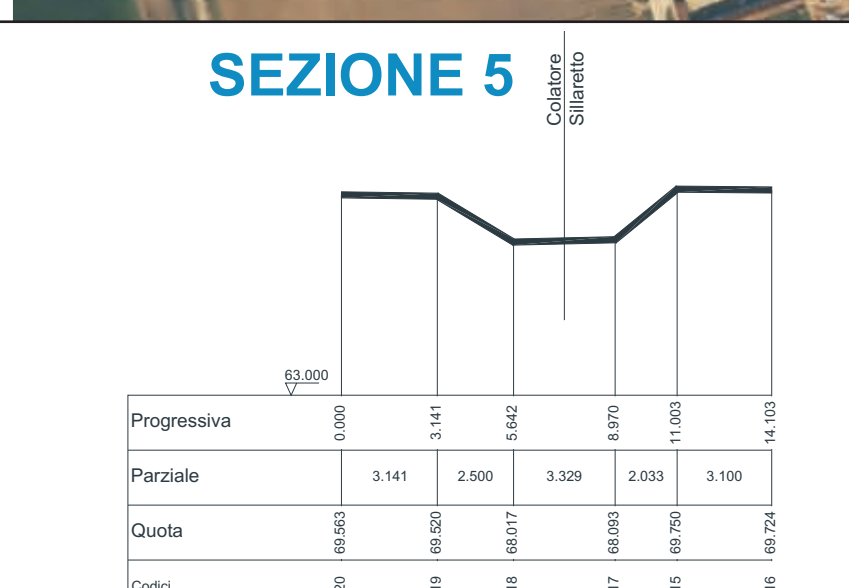 SEZIONE 5
Colatore
Sillaretto
63.000
Progressiva 0.000 3.141 5.642 8.970 11.003 14.103
Parziale 3.141 2.500 3.329 2.033 3.100
Quota 69.563 69.520 68.017 68.093 69.750 69.724
Codici